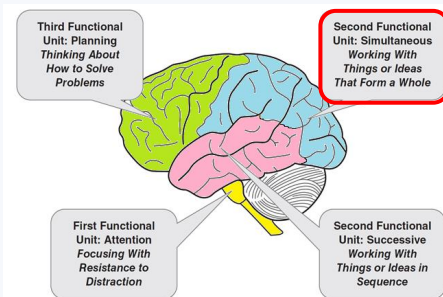 Third Functional
Unit: Planning
Thinking About
How to Solve
Problems
Second Functional
Unit: Simultaneous
Working With
Things or Ideas
That Form a Whole
First Functional
Unit: Attention
Focusing With
Resistance to
Distraction
Second Functional
Unit: Successive
Working With
Things or Ideas in
Sequence